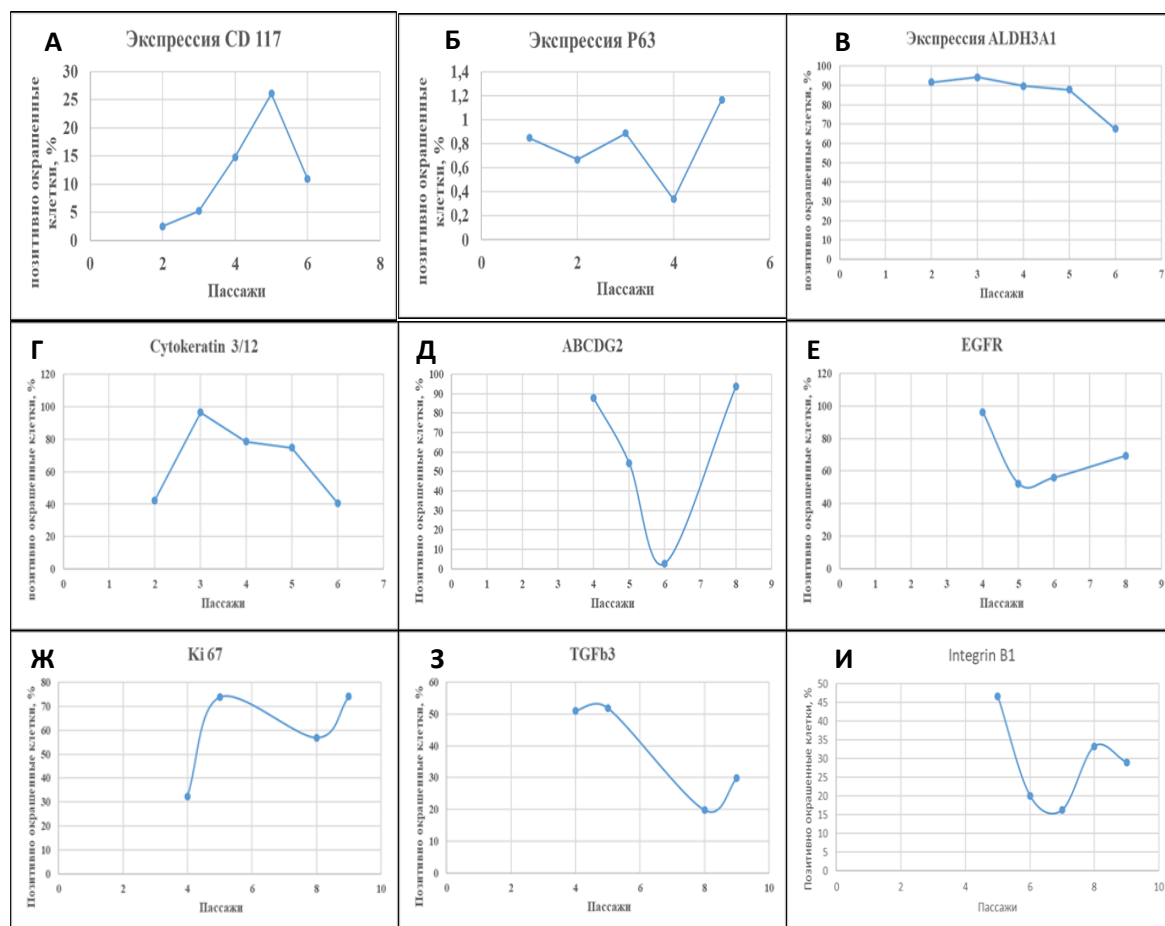 А
Экспрессия CD 117
позитивно окрашенные
клетки, %
30
25
20
15
10
5
0
0 2 4 6 8
Пассажи
Б
Экспрессия P63
позитивно окрашенные
клетки, %
1,4
1,2
1
0,8
0,6
0,4
0,2
0
0 2 4 6
Пассажи
В
Экспрессия ALDH3A1
позитивно окрашенные клетки, %
100
90
80
70
60
50
40
30
20
10
0
0 1 2 3 4 5 6 7
Пассажи
Г
Cytokeratin 3/12
позитивно окрашенные клетки, %
120
100
80
60
40
20
0
0 1 2 3 4 5 6 7
Пассажи
Д
ABCDG2
Позитивно окрашенные клетки, %
100
90
80
70
60
50
40
30
20
10
0
0 1 2 3 4 5 6 7 8 9
Пассажи
Е
EGFR
Позитивно окрашенные клетки, %
120
100
80
60
40
20
0
0 1 2 3 4 5 6 7 8 9
Пассажи
Ж
Ki 67
Позитивно окрашенные клетки, %
80
70
60
50
40
30
20
10
0
0 2 4 6 8 10
Пассажи
З
TGFb3
Позитивно окрашенные клетки, %
60
50
40
30
20
10
0
0 2 4 6 8 10
Пассажи
И
Integrin B1
Позитивно окрашенные клетки, %
50
45
40
35
30
25
20
15
10
5
0
0 2 4 6 8 10
Пассажи